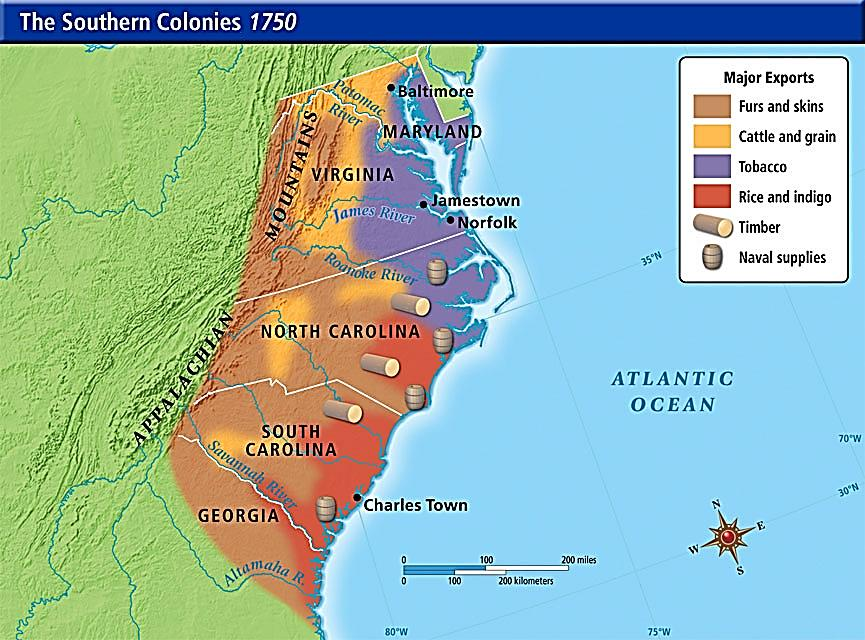 The Southern Colonies 1750
Major Exports
Furs and skins
Cattle and grain
Tobacco
Rice and indigo
Timber
Naval supplies
Baltimore
Potomac
River
MARYLAND
VIRGINIA
Jamestown
James River
Norfolk
Roanoke River
35°N
NORTH CAROLINA
APPALACHIAN MOUNTAINS
ATLANTIC
OCEAN
SOUTH
CAROLINA
70°W
Savannah River
30°N
Charles Town
GEORGIA
N
E
W
S
0 100 200 miles
0 100 200 kilometers
Altamaha R.
80°W
75°W